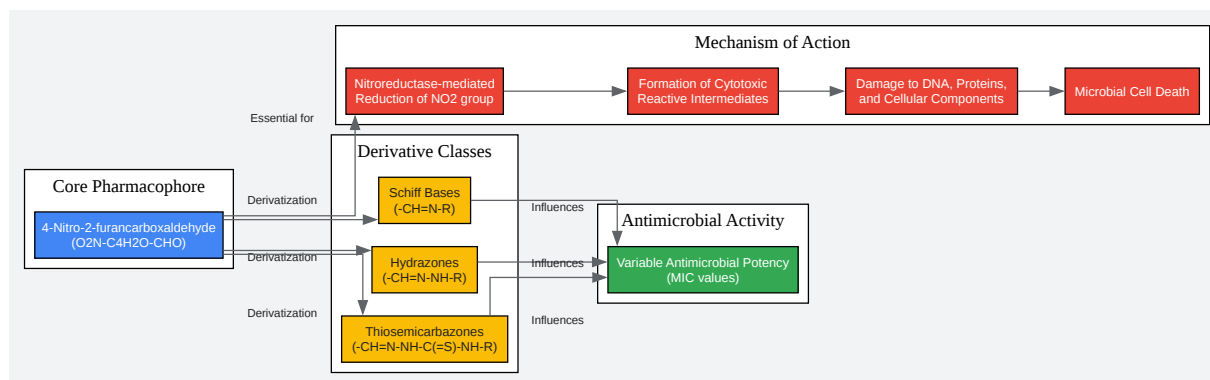 Mechanism of Action
Nitroreductase-mediated
Reduction of NO2 group
Formation of Cytotoxic
Reactive Intermediates
Damage to DNA, Proteins,
and Cellular Components
Microbial Cell Death
Essential for
Derivative Classes
Core Pharmacophore
4-Nitro-2-furancarboxaldehyde
(O2N-C4H2O-CHO)
Derivatization
Derivatization
Derivatization
Schiff Bases
(-CH=N-R)
Hydrazones
(-CH=N-NH-R)
Thiosemicarbazones
(-CH=N-NH-C(=S)-NH-R)
Influences
Influences
Influences
Antimicrobial Activity
Variable Antimicrobial Potency
(MIC values)